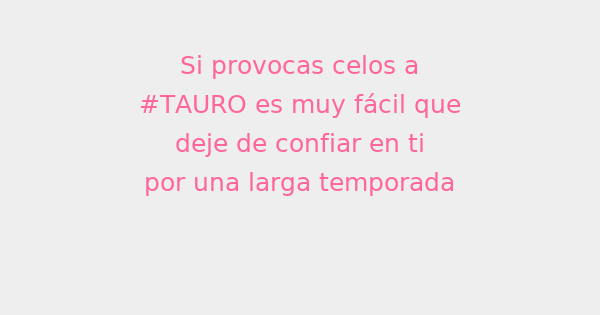 Si provocas celos a
#TAURO es muy fácil que
deje de confiar en ti
por una larga temporada